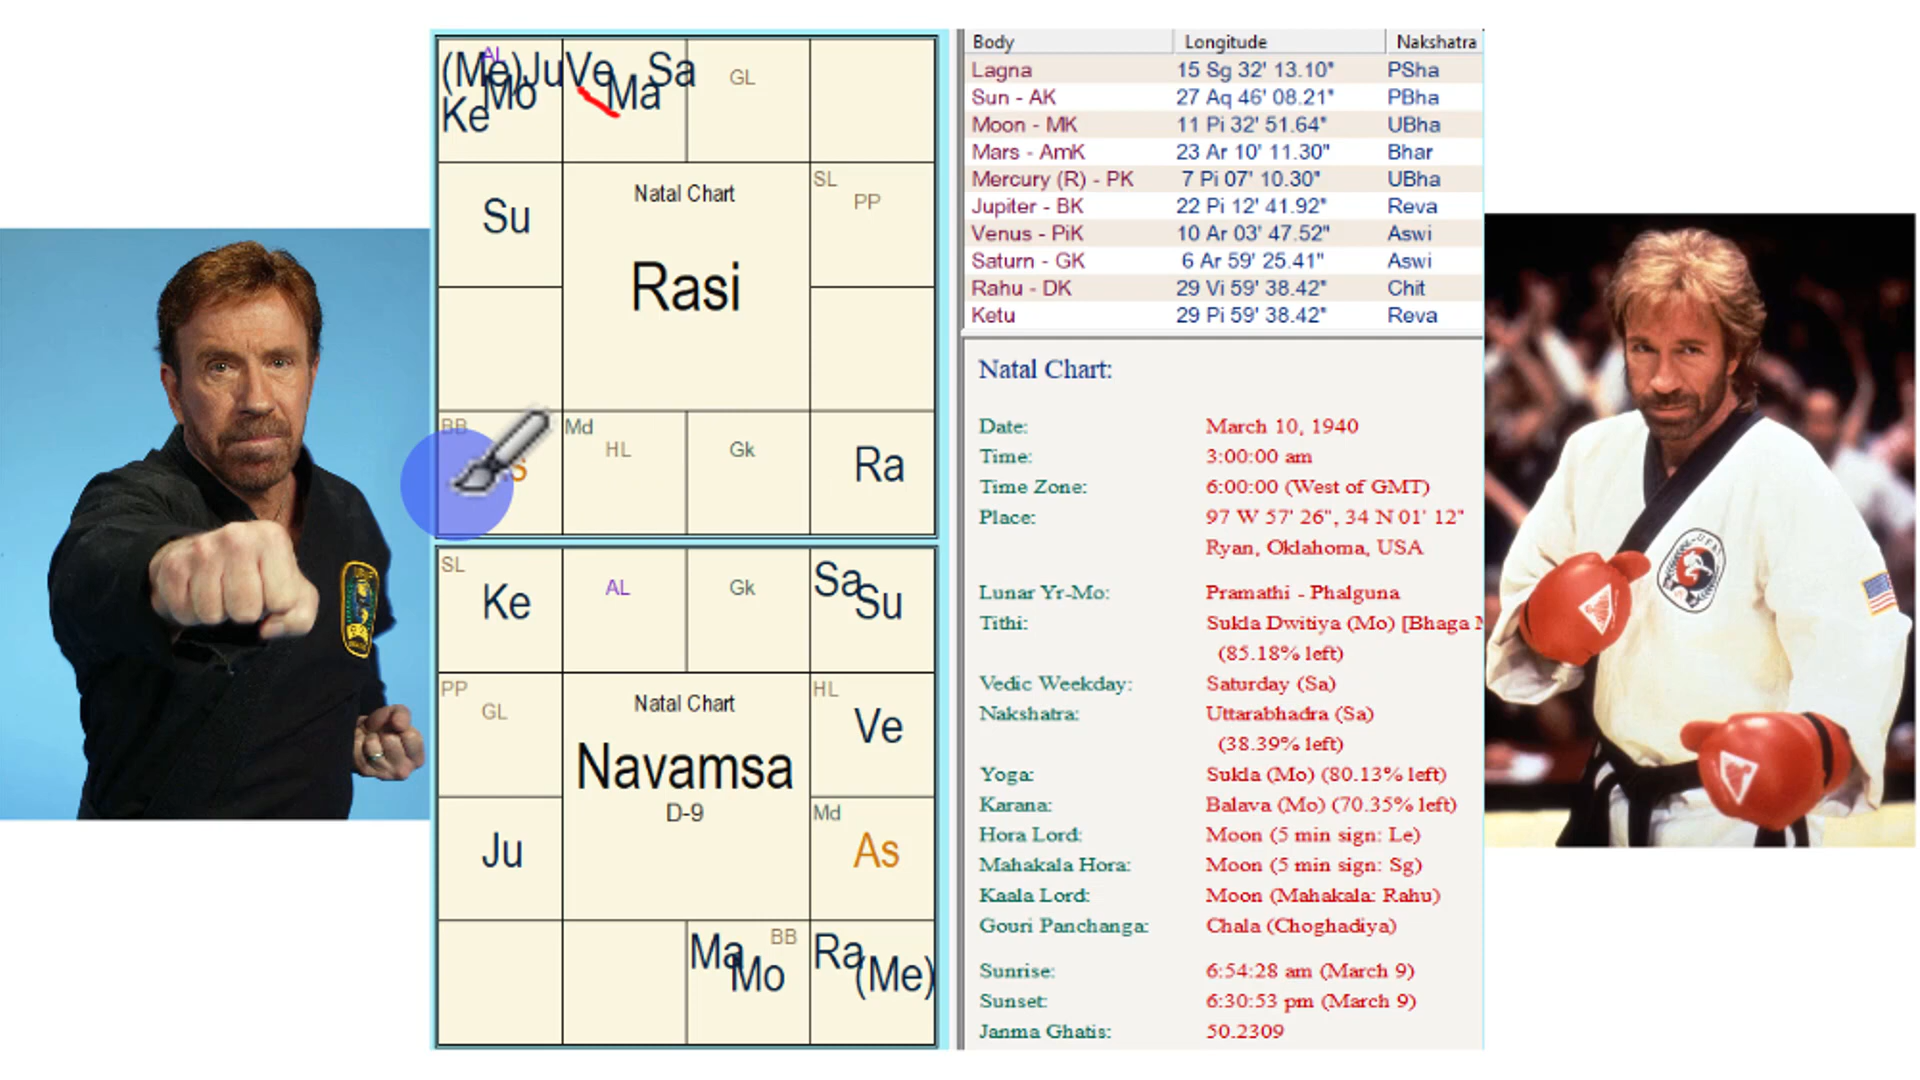 AL
(Me)JuVe Sa
Mo Ma
Ke
GL
Su
Natal Chart
Rasi
SL
PP
BB
Md
HL
Gk
Ra
SL
Ke
AL
Gk
Sa
Su
PP
GL
Natal Chart
Navamsa
D-9
HL
Ve
Ju
Md
As
Ma
BB
Mo
Ra
(Me)
Body Longitude Nakshatra
Lagna 15 Sg 32' 13.10" PSha
Sun - AK 27 Aq 46' 08.21" PBha
Moon - MK 11 Pi 32' 51.64" UBha
Mars - AmK 23 Ar 10' 11.30" Bhar
Mercury (R) - PK 7 Pi 07' 10.30" UBha
Jupiter - BK 22 Pi 12' 41.92" Reva
Venus - PiK 10 Ar 03' 47.52" Aswi
Saturn - GK 6 Ar 59' 25.41" Aswi
Rahu - DK 29 Vi 59' 38.42" Chit
Ketu 29 Pi 59' 38.42" Reva
Natal Chart:
Date: March 10, 1940
Time: 3:00:00 am
Time Zone: 6:00:00 (West of GMT)
Place: 97 W 57' 26", 34 N 01' 12"
Ryan, Oklahoma, USA
Lunar Yr-Mo: Pramathi - Phalguna
Tithi: Sukla Dwitiya (Mo) [Bhaga
(85.18% left)
Vedic Weekday: Saturday (Sa)
Nakshatra: Uttarabhadra (Sa)
(38.39% left)
Yoga: Sukla (Mo) (80.13% left)
Karana: Balava (Mo) (70.35% left)
Hora Lord: Moon (5 min sign: Le)
Mahakala Hora: Moon (5 min sign: Sg)
Kaala Lord: Moon (Mahakala: Rahu)
Gouri Panchanga: Chala (Choghadiya)
Sunrise: 6:54:28 am (March 9)
Sunset: 6:30:53 pm (March 9)
Janma Ghatis: 50.2309